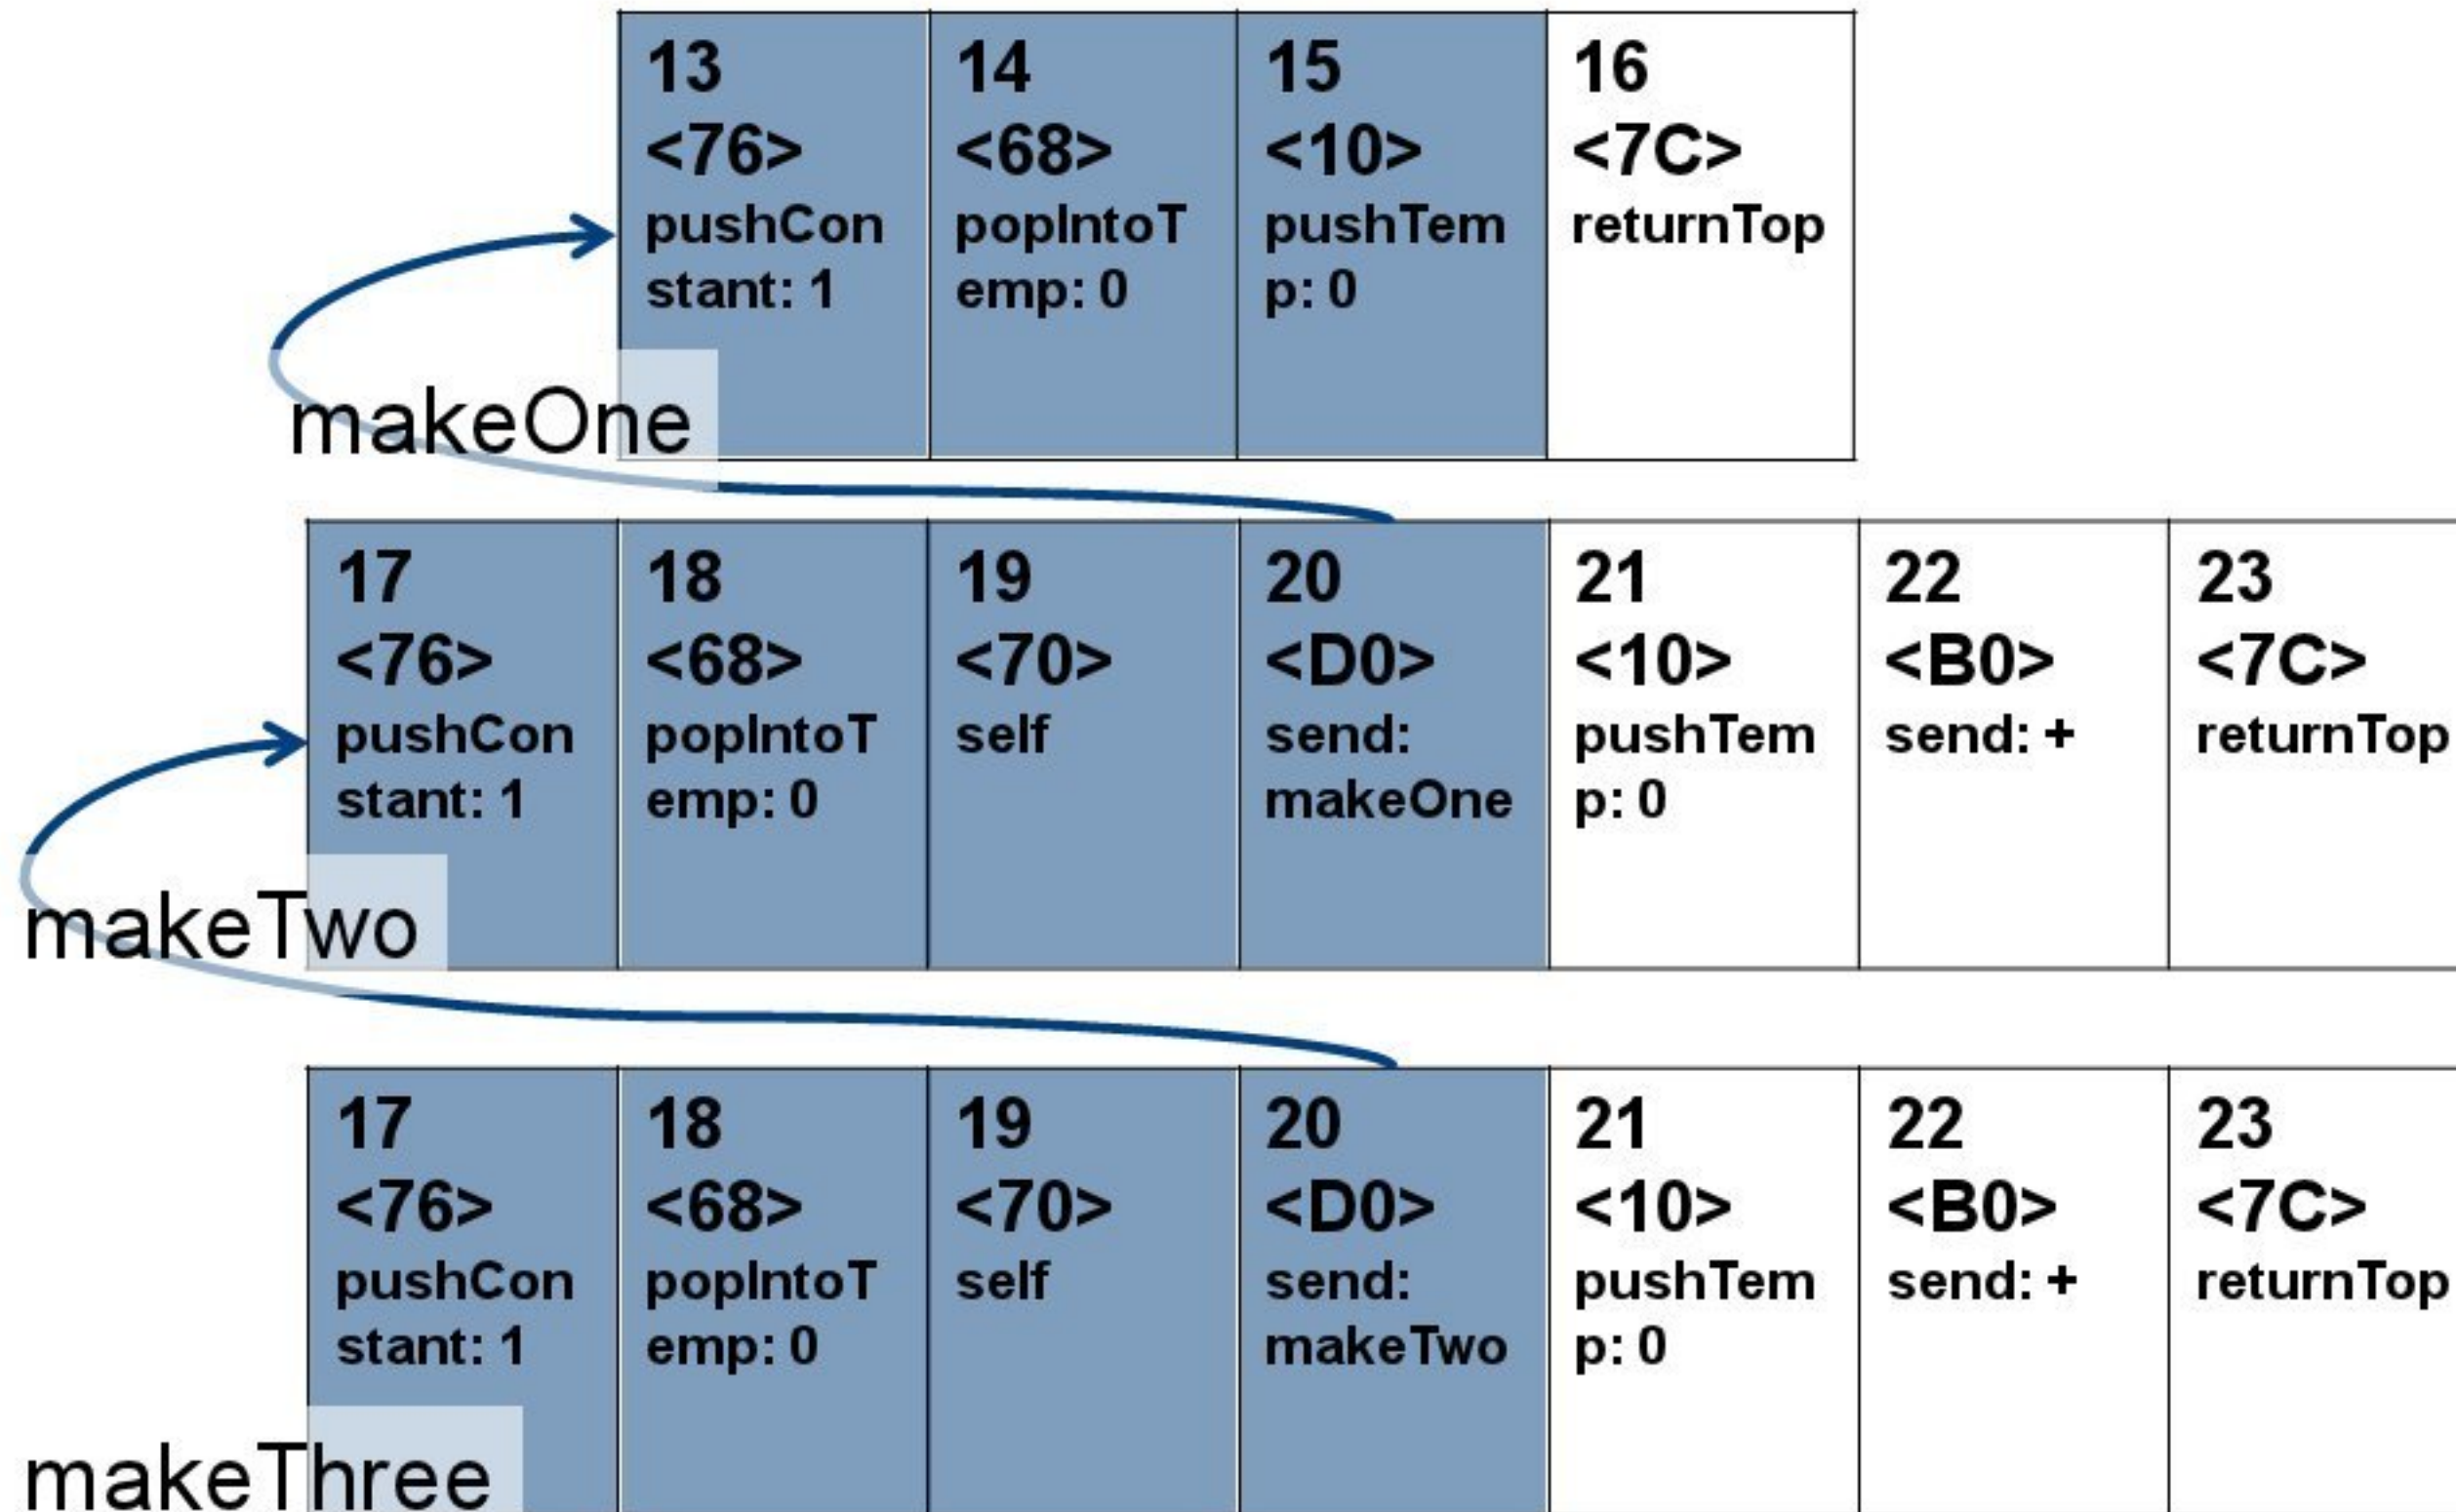 13
<76>
pushCon
stant: 1
14
<68>
popIntoT
emp: 0
15
<10>
pushTem
p: 0
16
<7C>
returnTop
makeOne
17
<76>
pushCon
stant: 1
18
<68>
popIntoT
emp: 0
19
<70>
self
20
<D0>
send:
makeOne
21
<10>
pushTem
p: 0
22
<B0>
send: +
23
<7C>
returnTop
makeTwo
17
<76>
pushCon
stant: 1
18
<68>
popIntoT
emp: 0
19
<70>
self
20
<D0>
send:
makeTwo
21
<10>
pushTem
p: 0
22
<B0>
send: +
23
<7C>
returnTop
makeThree